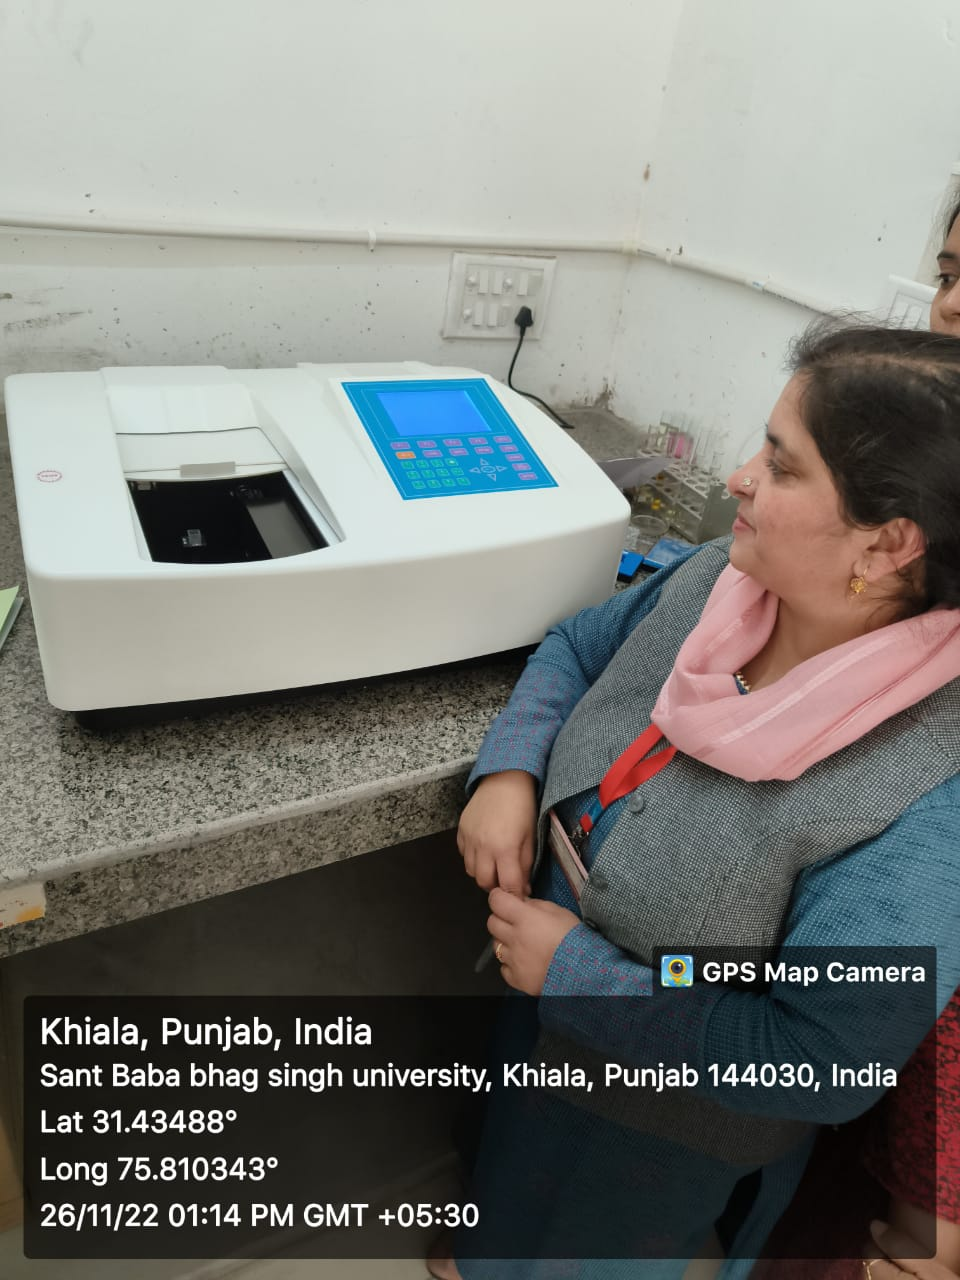 GPS Map Camera
Khiala, Punjab, India
Sant Baba bhag singh university, Khiala, Punjab 144030, India
Lat 31.43488°
Long 75.810343°
26/11/22 01:14 PM GMT +05:30